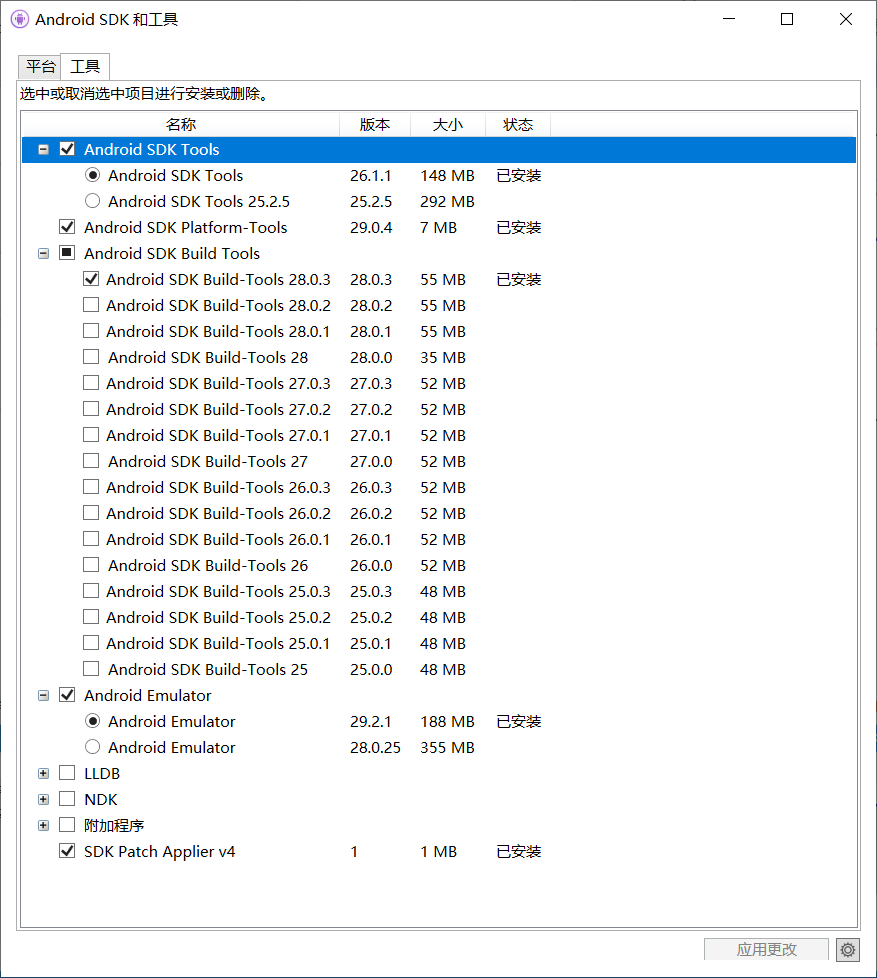 Android SDK 和工具
平台 工具
选中或取消选中项目进行安装或删除。
名称 版本 大小 状态
Android SDK Tools
Android SDK Tools 26.1.1 148 MB 已安装
Android SDK Tools 25.2.5 25.2.5 292 MB
Android SDK Platform-Tools 29.0.4 7 MB 已安装
Android SDK Build Tools
Android SDK Build-Tools 28.0.3 28.0.3 55 MB 已安装
Android SDK Build-Tools 28.0.2 28.0.2 55 MB
Android SDK Build-Tools 28.0.1 28.0.1 55 MB
Android SDK Build-Tools 28 28.0.0 35 MB
Android SDK Build-Tools 27.0.3 27.0.3 52 MB
Android SDK Build-Tools 27.0.2 27.0.2 52 MB
Android SDK Build-Tools 27.0.1 27.0.1 52 MB
Android SDK Build-Tools 27 27.0.0 52 MB
Android SDK Build-Tools 26.0.3 26.0.3 52 MB
Android SDK Build-Tools 26.0.2 26.0.2 52 MB
Android SDK Build-Tools 26.0.1 26.0.1 52 MB
Android SDK Build-Tools 26 26.0.0 52 MB
Android SDK Build-Tools 25.0.3 25.0.3 48 MB
Android SDK Build-Tools 25.0.2 25.0.2 48 MB
Android SDK Build-Tools 25.0.1 25.0.1 48 MB
Android SDK Build-Tools 25 25.0.0 48 MB
Android Emulator
Android Emulator 29.2.1 188 MB 已安装
Android Emulator 28.0.25 355 MB
LLDB
NDK
附加程序
SDK Patch Applier v4 1 1 MB 已安装
应用更改